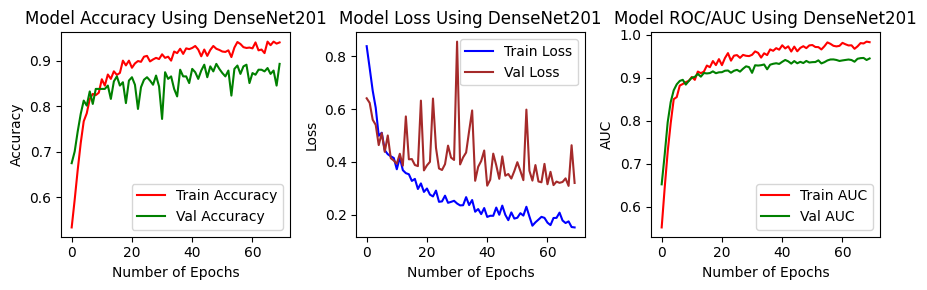 Model Accuracy Using DenseNet201
Accuracy
0.9
0.8
0.7
0.6
Train Accuracy
Val Accuracy
0
20
40
60
Number of Epochs
Model Loss Using DenseNet201
Loss
0.8
0.6
0.4
0.2
Train Loss
Val Loss
0
20
40
60
Number of Epochs
Model ROC/AUC Using DenseNet201
AUC
1.0
0.9
0.8
0.7
0.6
Train AUC
Val AUC
0
20
40
60
Number of Epochs